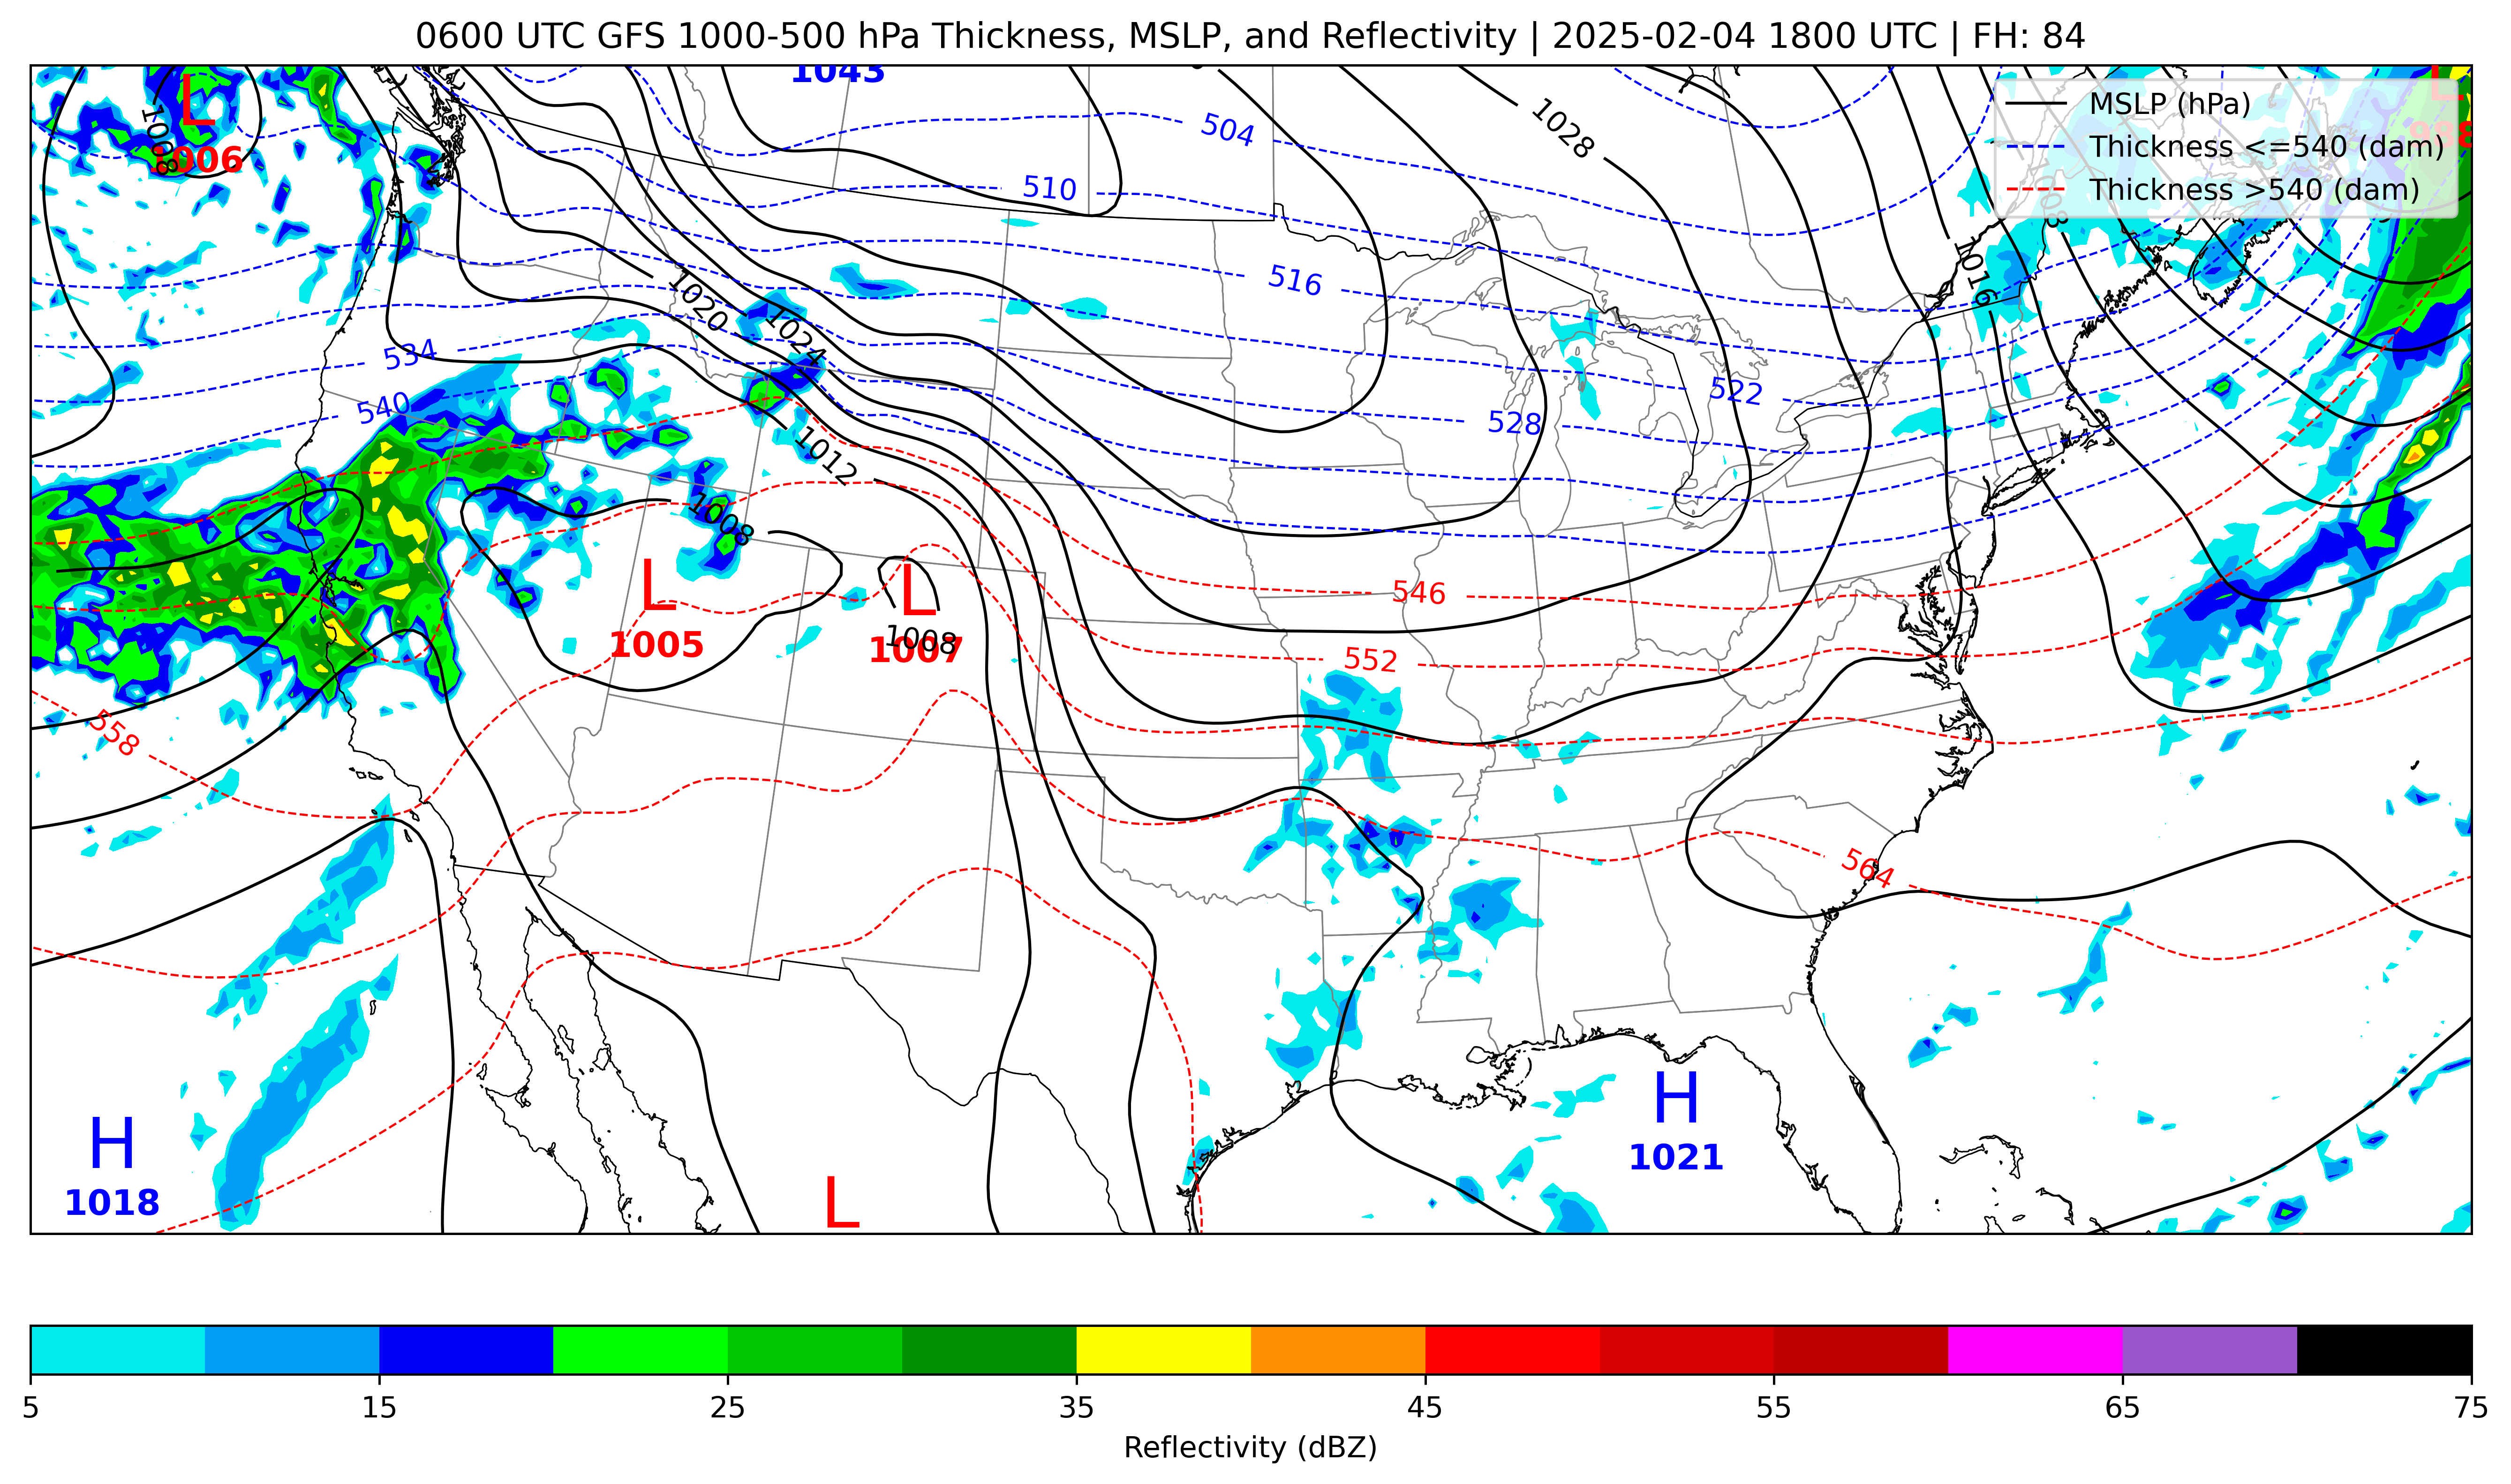 0600 UTC GFS 1000-500 hPa Thickness, MSLP, and Reflectivity | 2025-02-04 1800 UTC | FH: 84
1043
L
1006
1008
504
1028
MSLP (hPa)
Thickness <=540 (dam)
Thickness >540 (dam)
L
988
1008
510
516
1016
1020
1024
534
540
522
528
1012
1008
L
1005
L
1007
1008
546
552
558
564
H
1018
L
H
1021
5
15
25
35
45
55
65
75
Reflectivity (dBZ)